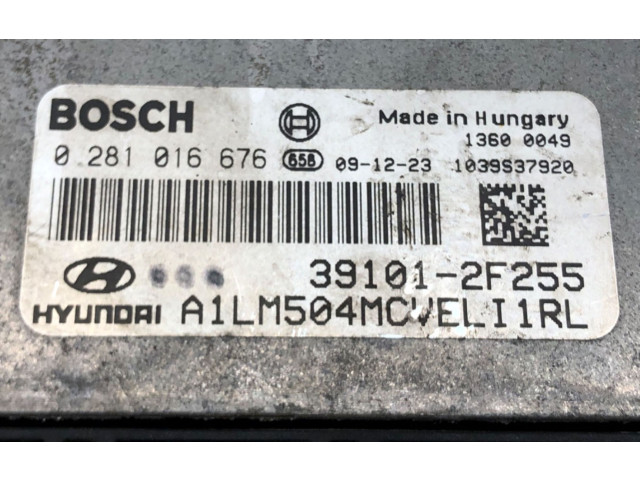 BOSCH
Made in Hungary
1360 0049
0 281 016 676 658 09-12-23 1039S37920
39101-2F255
HYUNDAI A1LM504MCVELI1RL